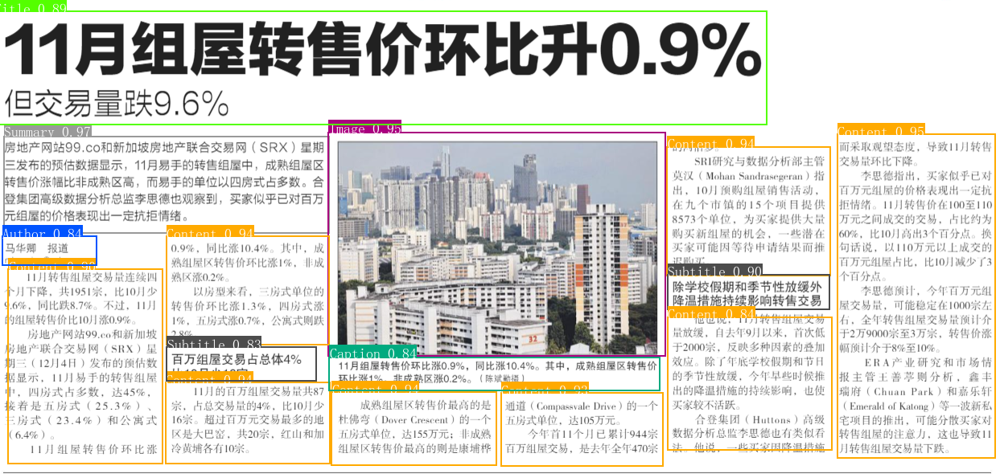 Title 0.89
11月组屋转售价环比升0.9%
但交易量跌9.6%
Summary 0.97
房地产网站99.co和新加坡房地产联合交易网（SRX）星期
三发布的预估数据显示，11月易手的转售组屋中，成熟组屋区
转售价涨幅比非成熟区高，而易手的单位以四房式占多数。合
登集团高级数据分析总监李思德也观察到，买家似乎已对百万
元组屋的价格表现出一定抗拒情绪。
Author 0.84
马华卿 报道
Content 0.90
11月转售组屋交易量连续四
个月下降，共1951宗，比10月少
9.6%，同比跌8.7%。不过，11月
的组屋转售价比10月涨0.9%。
房地产网站99.co和新加坡
房地产联合交易网（SRX）星
期三（12月4日）发布的预估数
据显示，11月易手的转售组屋
中，四房式占多数，达45%，
接着是五房式（25.3%）、
三房式（23.4%）和公寓式
（6.4%）。
11月组屋转售价环比涨
Content 0.94
0.9%，同比涨10.4%。其中，成
熟组屋区转售价环比涨1%，非成
熟区涨0.2%。
以房型来看，三房式单位的
转售价环比涨1.3%，四房式涨
1%，五房式涨0.7%，公寓式则跌
2.8%
Subtitle 0.83
百万组屋交易占总体4%
Content 0.94
11月的百万组屋交易量共87
宗，占总交易量的4%，比10月少
16宗。超过百万元交易最多的地
区是大巴窑，共20宗，红山和加
冷黄埔各有10宗。
Image 0.95
32
Caption 0.84
11月组屋转售价环比涨0.9%，同比涨10.4%。其中，成熟组屋区转售价
环比涨1%，非成熟区涨0.2%。（陈斌勤摄）
Content 0.94
成熟组屋区转售价最高的是
杜佛弯（Dover Crescent）的一个
五房式单位，达155万元；非成熟
组屋区转售价最高的则是康埔桦
Content 0.93
通道（Compassvale Drive）的一个
五房式单位，达105万元。
今年首11个月已累计944宗
百万组屋交易，是去年全年470宗
Content 0.94
的两倍多。
SRI研究与数据分析部主管
莫汉（Mohan Sandrasegeran）指
出，10月预购组屋销售活动，
在九个市镇的15个项目提供
8573个单位，为买家提供大量
购买新组屋的机会，一些潜在
买家可能因等待申请结果而推
迟购买
Subtitle 0.90
除学校假期和季节性放缓外
降温措施持续影响转售交易
Content 0.84
他也说，11月转售组屋交易
量放缓，自去年9月以来，首次低
于2000宗，反映多种因素的叠加
效应。除了年底学校假期和节日
的季节性放缓，今年早些时候推
出的降温措施的持续影响，也使
买家较不活跃。
合登集团（Huttons）高级
数据分析总监李思德也有类似看
法。他说，一些买家因降温措施
Content 0.95
而采取观望态度，导致11月转售
交易量环比下降。
李思德指出，买家似乎已对
百万元组屋的价格表现出一定抗
拒情绪。11月转售价在100至110
万元之间成交的交易，占比约为
60%，比10月高出3个百分点。换
句话说，以110万元以上成交的
百万元组屋占比，比10月减少了3
个百分点。
李思德预计，今年百万元组
屋交易量，可能稳定在1000宗左
右，全年转售组屋交易量预计介
于2万9000宗至3万宗，转售价涨
幅预计介于8%至10%。
ERA产业研究和市场情
报主管王善葶则分析，鑫丰
瑞府（Chuan Park）和嘉乐轩
（Emerald of Katong）等一波新私
宅项目的推出，可能分散买家对
转售组屋的注意力，这也导致11
月转售组屋交易量下跌。